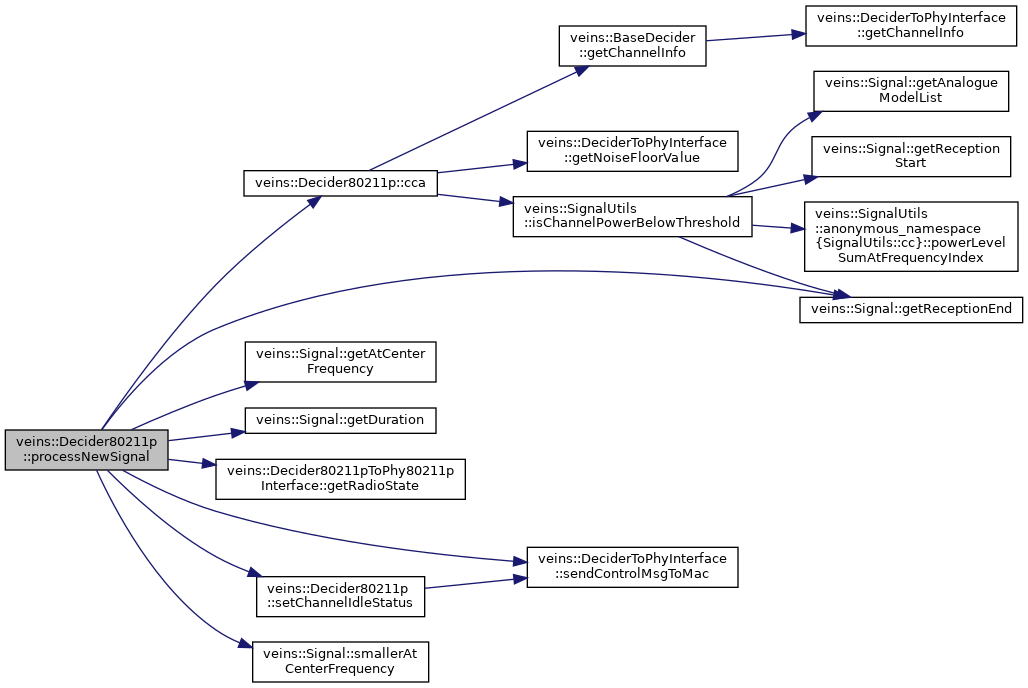 veins::Decider80211p
::processNewSignal
veins::Decider80211p::cca
veins::BaseDecider
::getChannelInfo
veins::DeciderToPhyInterface
::getChannelInfo
veins::DeciderToPhyInterface
::getNoiseFloorValue
veins::SignalUtils
::isChannelPowerBelowThreshold
veins::Signal::getAnalogue
ModelList
veins::Signal::getReception
Start
veins::SignalUtils
::anonymous_namespace
{SignalUtils::cc}::powerLevel
SumAtFrequencyIndex
veins::Signal::getReceptionEnd
veins::Signal::getAtCenter
Frequency
veins::Signal::getDuration
veins::Decider80211pToPhy80211p
Interface::getRadioState
veins::DeciderToPhyInterface
::sendControlMsgToMac
veins::Decider80211p
::setChannelIdleStatus
veins::Signal::smallerAt
CenterFrequency